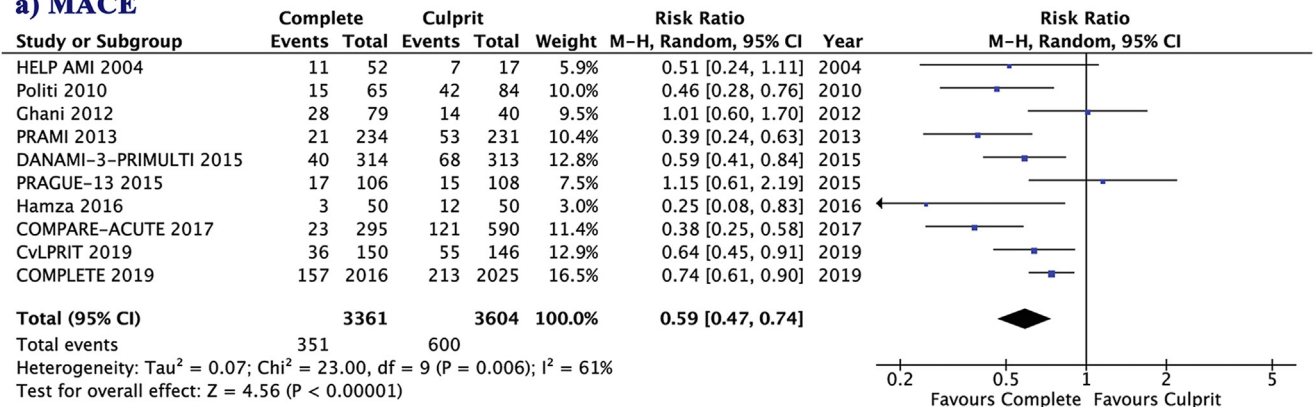 a) MACE
Complete Culprit Risk Ratio Risk Ratio
Study or Subgroup Events Total Events Total Weight M-H, Random, 95% CI Year M-H, Random, 95% CI
HELP AMI 2004 11 52 7 17 5.9% 0.51 [0.24, 1.11] 2004
Politi 2010 15 65 42 84 10.0% 0.46 [0.28, 0.76] 2010
Ghani 2012 28 79 14 40 9.5% 1.01 [0.60, 1.70] 2012
PRAMI 2013 21 234 53 231 10.4% 0.39 [0.24, 0.63] 2013
DANAMI-3-PRIMULTI 2015 40 314 68 313 12.8% 0.59 [0.41, 0.84] 2015
PRAGUE-13 2015 17 106 15 108 7.5% 1.15 [0.61, 2.19] 2015
Hamza 2016 3 50 12 50 3.0% 0.25 [0.08, 0.83] 2016
COMPARE-ACUTE 2017 23 295 121 590 11.4% 0.38 [0.25, 0.58] 2017
CvLPRIT 2019 36 150 55 146 12.9% 0.64 [0.45, 0.91] 2019
COMPLETE 2019 157 2016 213 2025 16.5% 0.74 [0.61, 0.90] 2019
Total (95% CI) 3361 3604 100.0% 0.59 [0.47, 0.74]
Total events 351 600
Heterogeneity: Tau² = 0.07; Chi² = 23.00, df = 9 (P = 0.006); I² = 61%
Test for overall effect: Z = 4.56 (P < 0.00001)
0.2 0.5 1 2 5
Favours Complete Favours Culprit